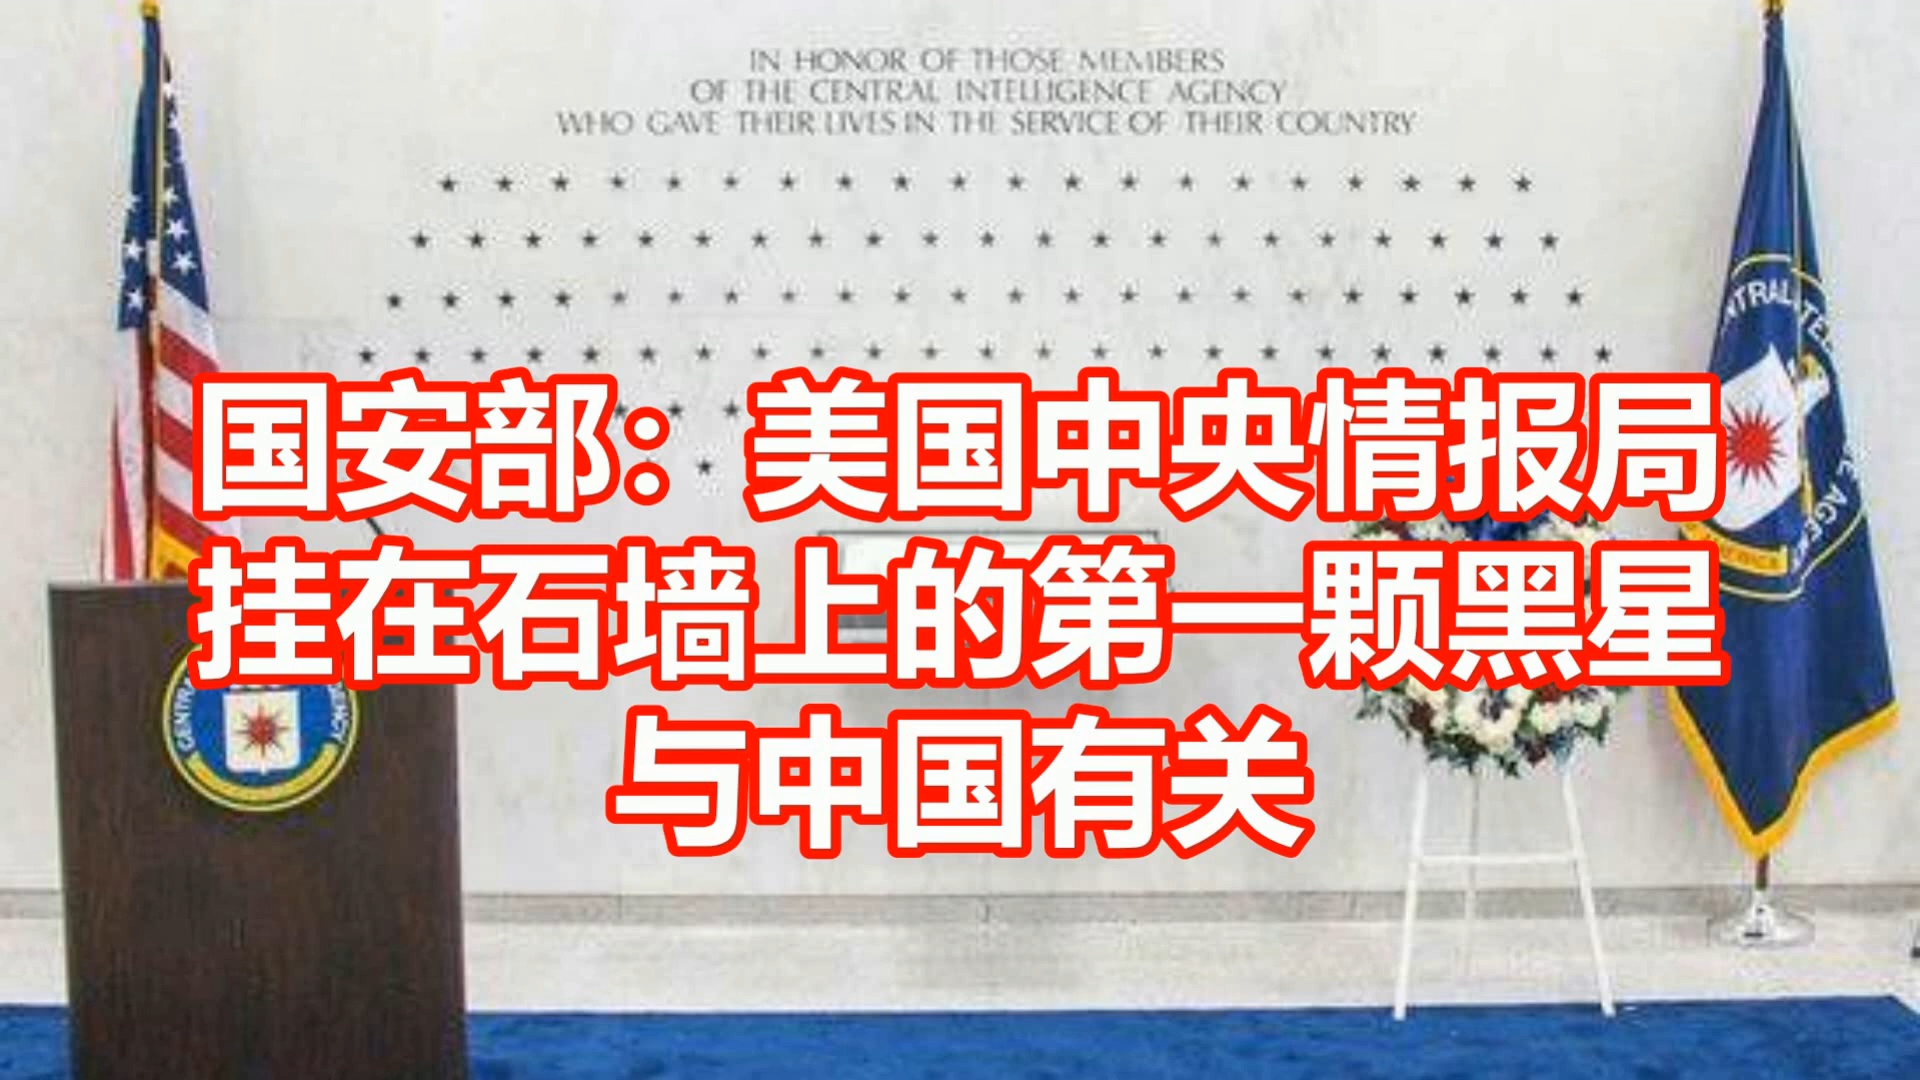 IN HONOR OF THOSE MEMBERS
OF THE CENTRAL INTELLIGENCE AGENCY
WHO GAVE THEIR LIVES IN THE SERVICE OF THEIR COUNTRY
国安部：美国中央情报局
挂在石墙上的第一颗黑星
与中国有关